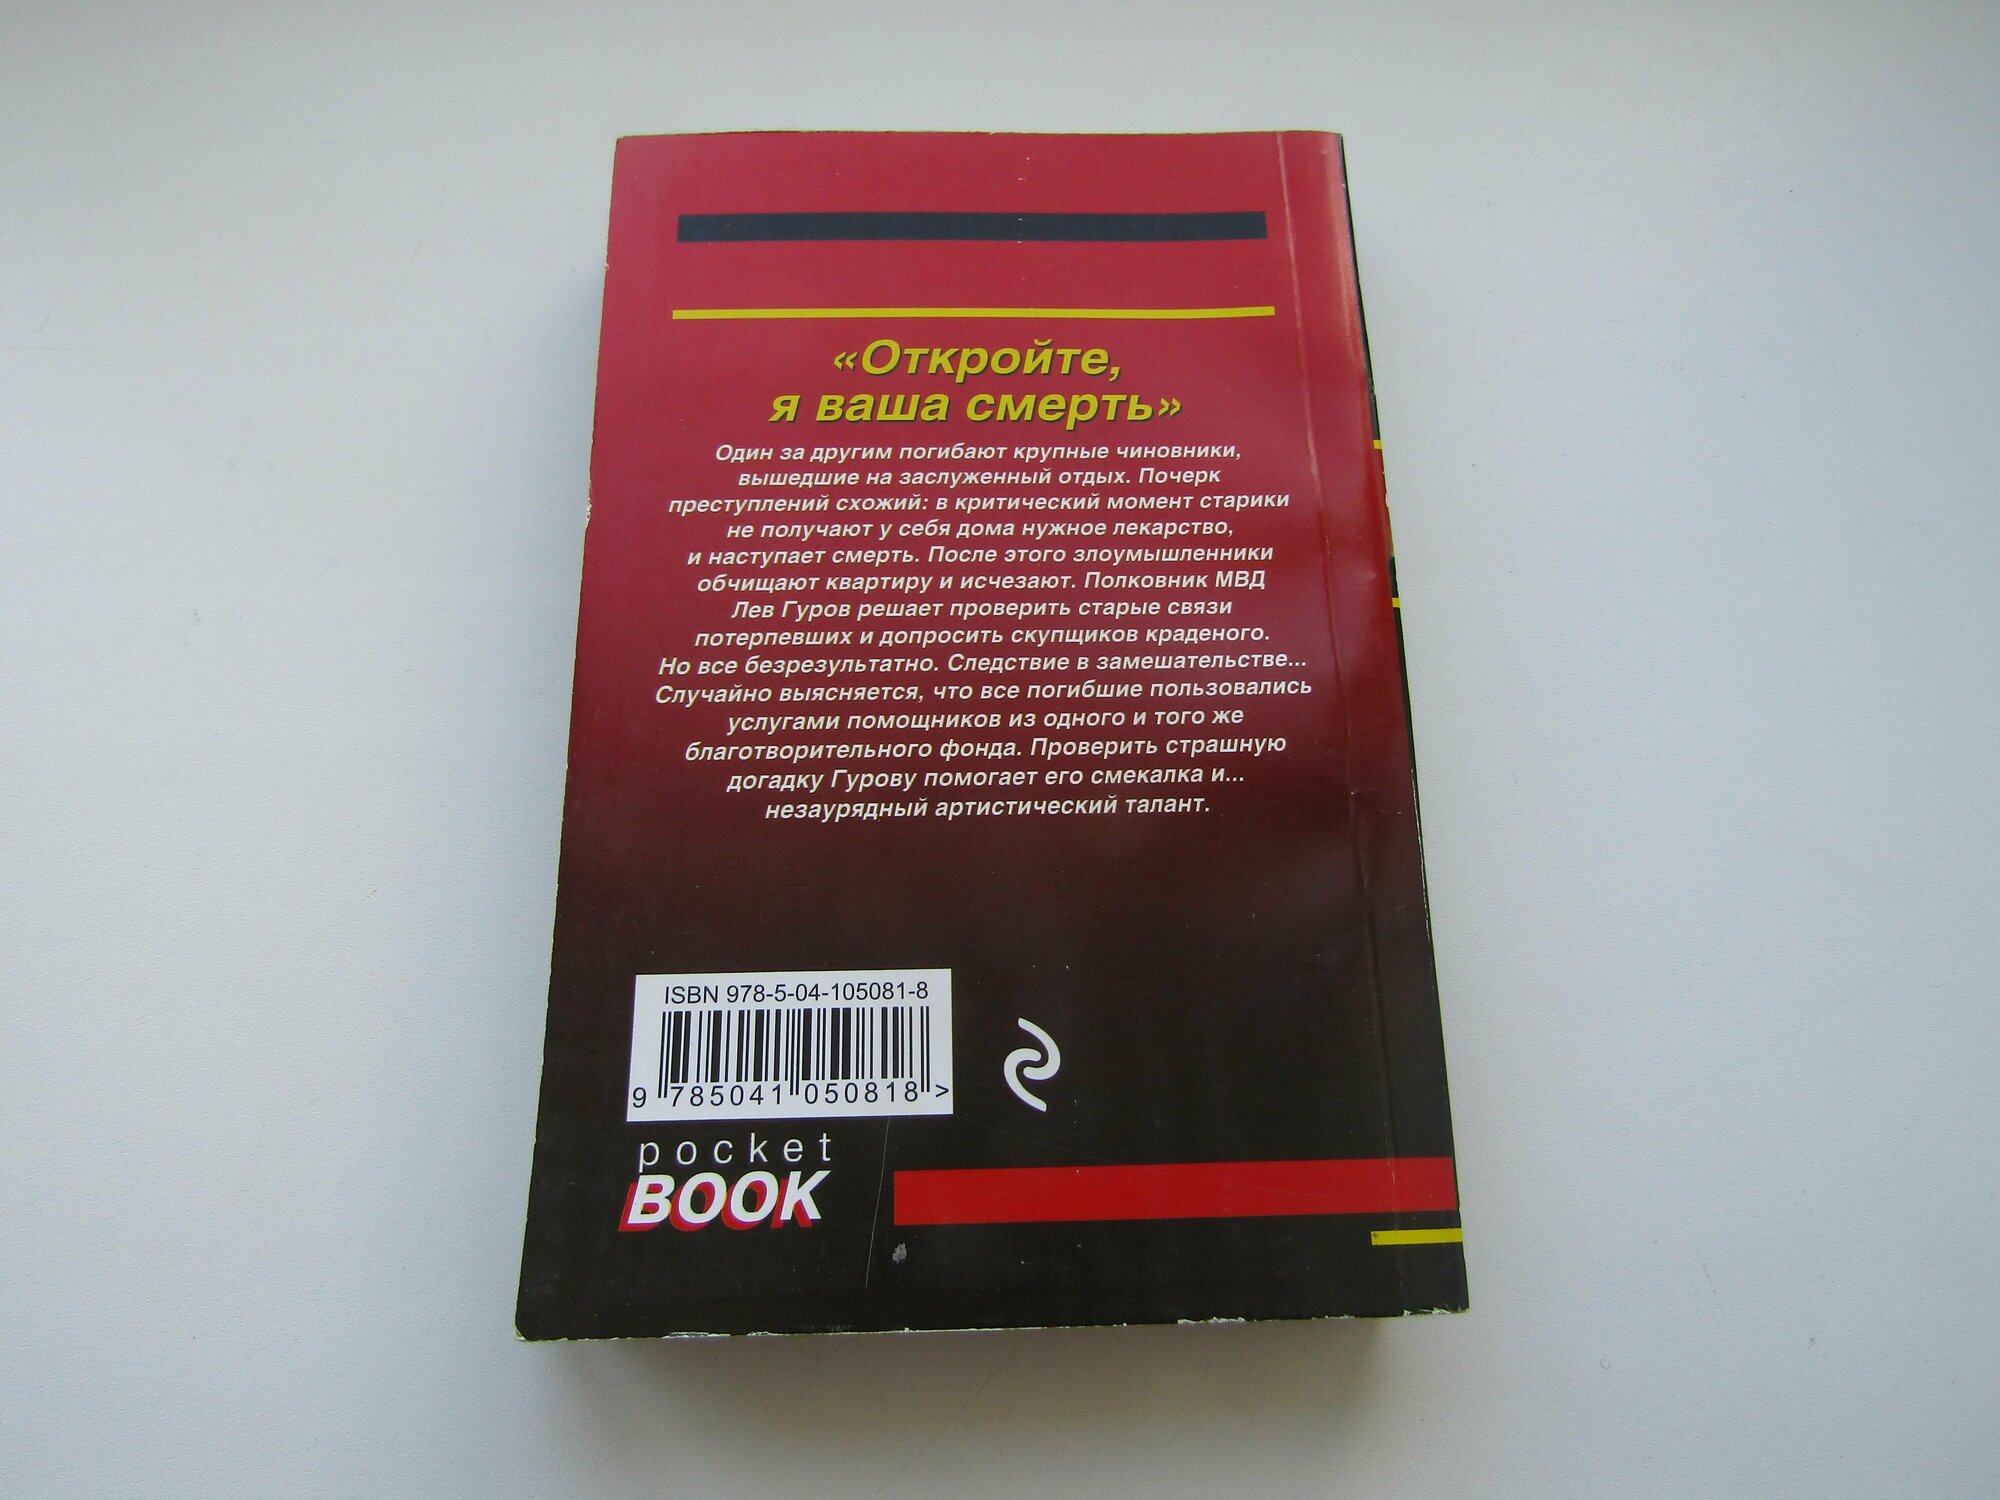 «Откройте,
я ваша смерть»
Один за другим погибают крупные чиновники,
вышедшие на заслуженный отдых. Почерк
преступлений схожий: в критический момент старики
не получают у себя дома нужное лекарство,
и наступает смерть. После этого злоумышленники
обчищают квартиру и исчезают. Полковник МВД
Лев Гуров решает проверить старые связи
потерпевших и допросить скупщиков краденого.
Но все безрезультатно. Следствие в замешательстве...
Случайно выясняется, что все погибшие пользовались
услугами помощников из одного и того же
благотворительного фонда. Проверить страшную
догадку Гурову помогает его смекалка и...
незаурядный артистический талант.
ISBN 978-5-04-105081-8
9 785041 050818 >
pocket
BOOK